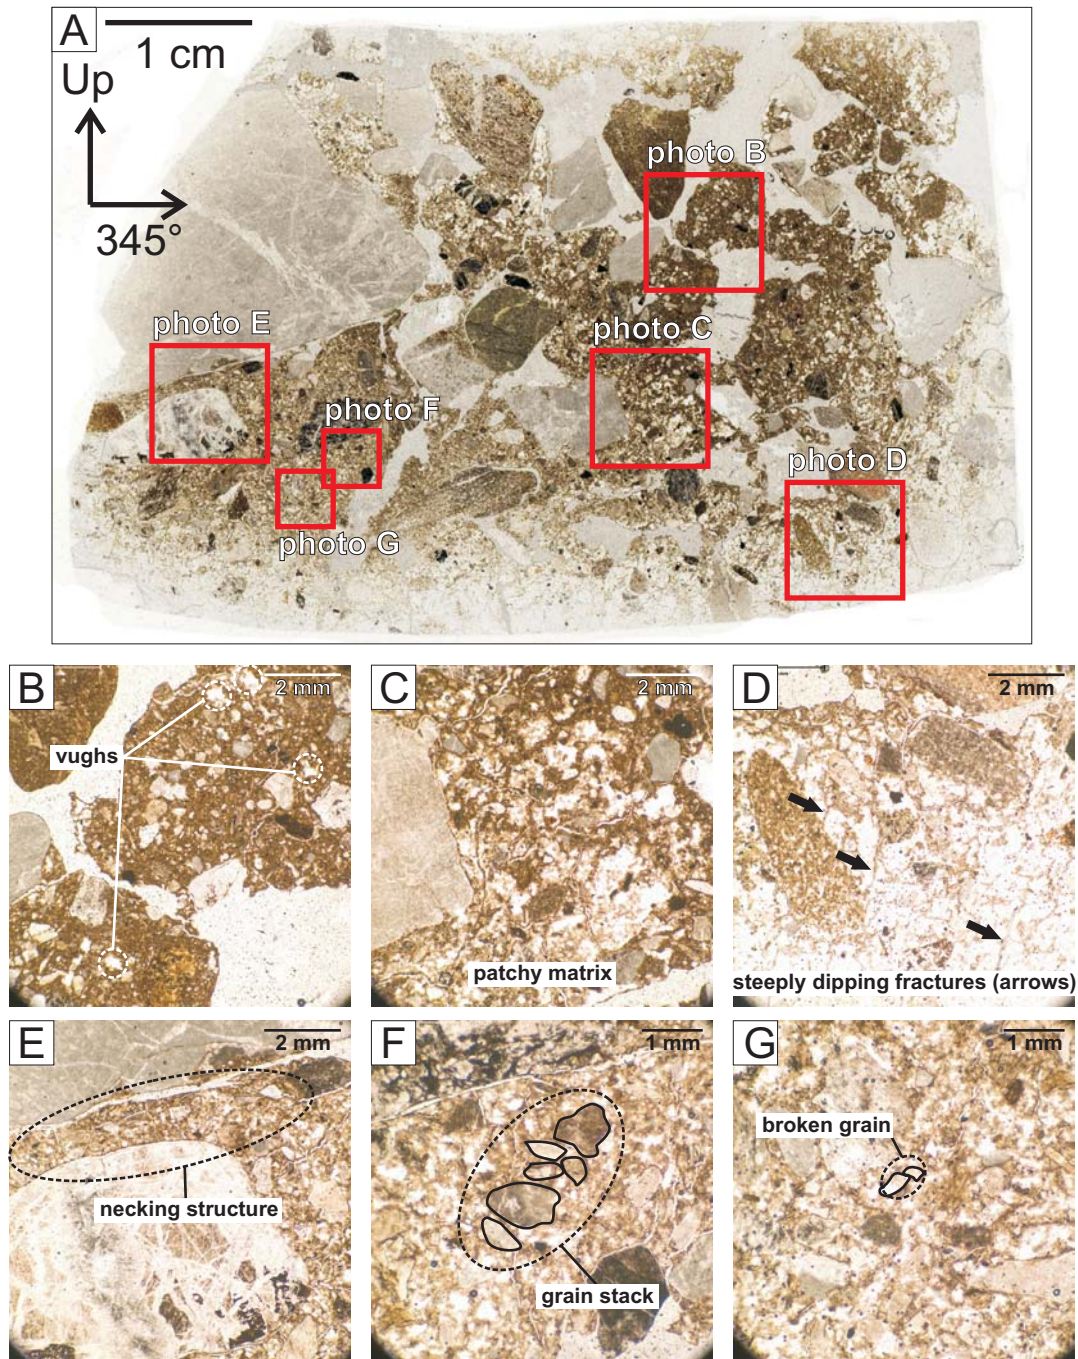 A
1 cm
Up
345°
photo B
photo E
photo C
photo F
photo D
photo G
B
2 mm
vughs
C
2 mm
patchy matrix
D
2 mm
steeply dipping fractures (arrows)
E
2 mm
necking structure
F
1 mm
grain stack
G
1 mm
broken grain